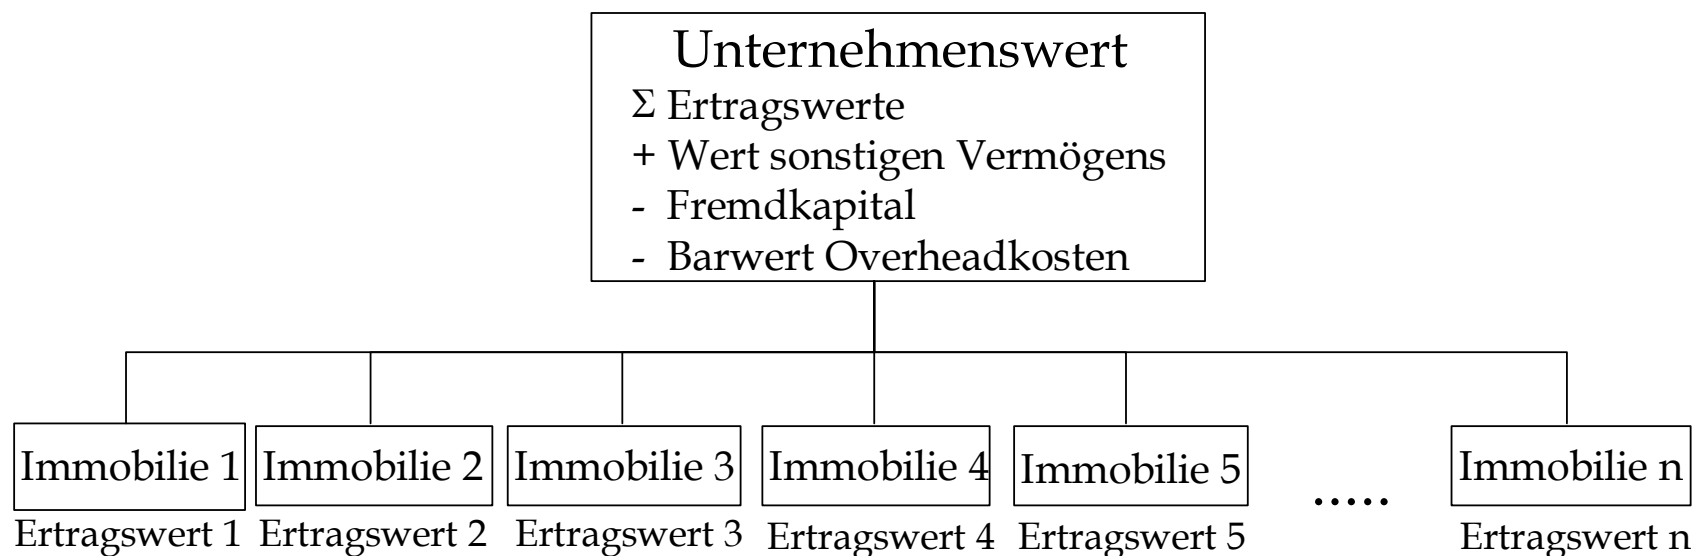 Unternehmenswert
Σ Ertragswerte
+ Wert sonstigen Vermögens
- Fremdkapital
- Barwert Overheadkosten
Immobilie 1 Immobilie 2 Immobilie 3 Immobilie 4 Immobilie 5 ..... Immobilie n
Ertragswert 1 Ertragswert 2 Ertragswert 3 Ertragswert 4 Ertragswert 5 Ertragswert n